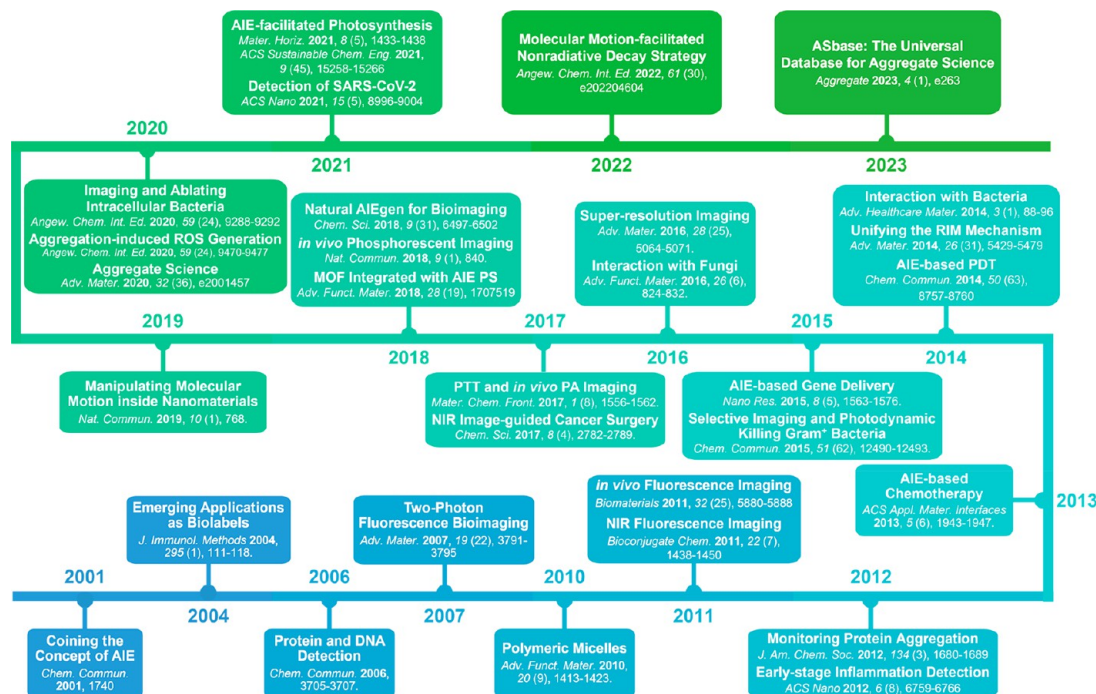 AIE-facilitated Photosynthesis
Mater. Horiz. 2021, 8 (5), 1433-1438
ACS Sustainable Chem. Eng. 2021,
9 (45), 15258-15266
Detection of SARS-CoV-2
ACS Nano 2021, 15 (5), 8996-9004
Molecular Motion-facilitated
Nonradiative Decay Strategy
Angew. Chem. Int. Ed. 2022, 61 (30),
e202204604
ASbase: The Universal
Database for Aggregate Science
Aggregate 2023, 4 (1), e263
2020
2021
2022
2023
Imaging and Ablating
Intracellular Bacteria
Angew. Chem. Int. Ed. 2020, 59 (24), 9288-9292
Aggregation-induced ROS Generation
Angew. Chem. Int. Ed. 2020, 59 (24), 9470-9477
Aggregate Science
Adv. Mater. 2020, 32 (36), e2001457
Natural AIEgen for Bioimaging
Chem. Sci. 2018, 9 (31), 6497-6502
in vivo Phosphorescent Imaging
Nat. Commun. 2018, 9 (1), 840.
MOF Integrated with AIE PS
Adv. Funct. Mater. 2018, 28 (19), 1707519
Super-resolution Imaging
Adv. Mater. 2016, 28 (25),
5064-5071.
Interaction with Fungi
Adv. Funct. Mater. 2016, 26 (6),
824-832.
Interaction with Bacteria
Adv. Healthcare Mater. 2014, 3 (1), 88-96
Unifying the RIM Mechanism
Adv. Mater. 2014, 26 (31), 5429-5479
AIE-based PDT
Chem. Commun. 2014, 50 (63),
8757-8760
2019
2018
2017
2016
2015
2014
Manipulating Molecular
Motion inside Nanomaterials
Nat. Commun. 2019, 10 (1), 768.
PTT and in vivo PA Imaging
Mater. Chem. Front. 2017, 1 (8), 1556-1562.
NIR Image-guided Cancer Surgery
Chem. Sci. 2017, 8 (4), 2782-2789.
AIE-based Gene Delivery
Nano Res. 2015, 8 (5), 1563-1576.
Selective Imaging and Photodynamic
Killing Gram⁺ Bacteria
Chem. Commun. 2015, 51 (62), 12490-12493.
AIE-based
Chemotherapy
ACS Appl. Mater. Interfaces
2013, 5 (6), 1943-1947.
2013
Emerging Applications
as Biolabels
J. Immunol. Methods 2004,
295 (1), 111-118.
Two-Photon
Fluorescence Bioimaging
Adv. Mater. 2007, 19 (22), 3791-
3795
in vivo Fluorescence Imaging
Biomaterials 2011, 32 (25), 5880-5888
NIR Fluorescence Imaging
Bioconjugate Chem. 2011, 22 (7),
1438-1450
2001
2004
2006
2007
2010
2011
2012
Coining the
Concept of AIE
Chem. Commun.
2001, 1740
Protein and DNA
Detection
Chem. Commun. 2006,
3705-3707.
Polymeric Micelles
Adv. Funct. Mater. 2010,
20 (9), 1413-1423.
Monitoring Protein Aggregation
J. Am. Chem. Soc. 2012, 134 (3), 1680-1689
Early-stage Inflammation Detection
ACS Nano 2012, 6 (8), 6759-6766